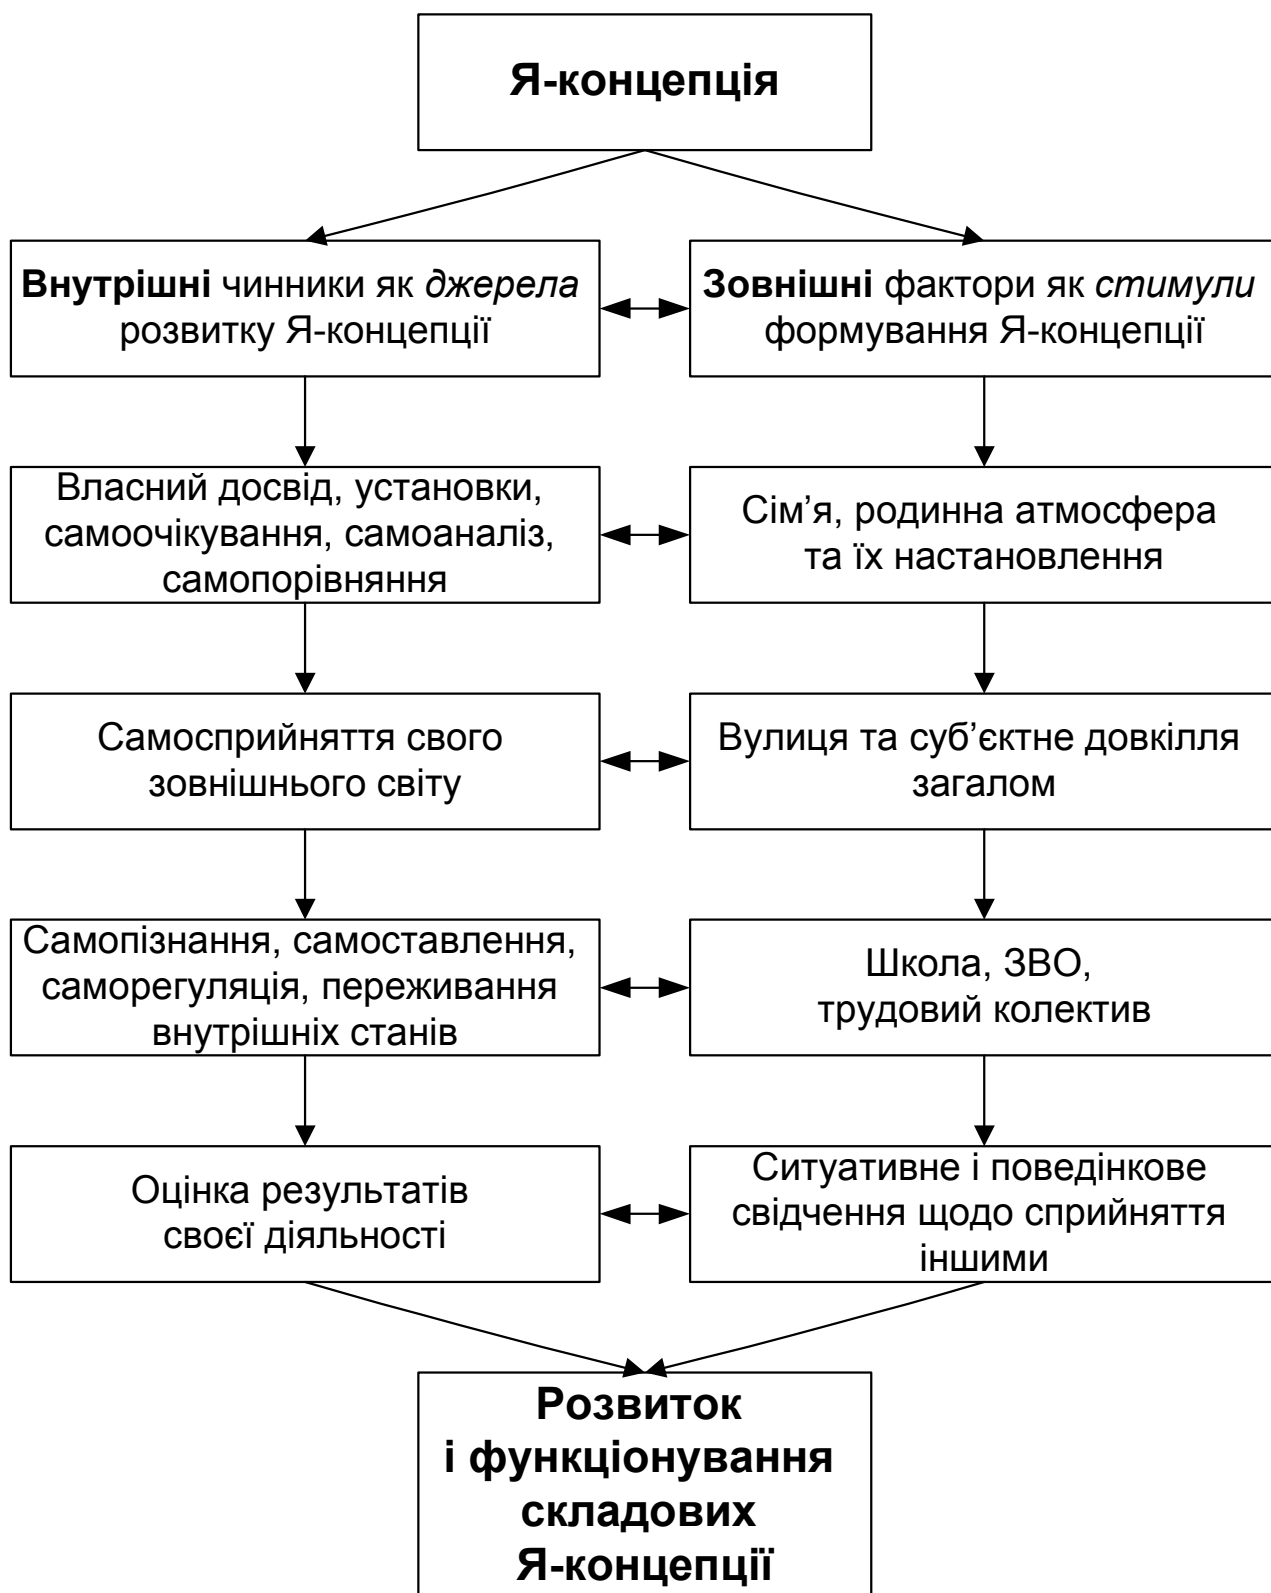 Я-концепція
Внутрішні чинники як джерела
розвитку Я-концепції
Зовнішні фактори як стимули
формування Я-концепції
Власний досвід, установки,
самоочікування, самоаналіз,
самопорівняння
Сім’я, родинна атмосфера
та їх настановлення
Самосприйняття свого
зовнішнього світу
Вулиця та суб’єктне довкілля
загалом
Самопізнання, самоставлення,
саморегуляція, переживання
внутрішніх станів
Школа, ЗВО,
трудовий колектив
Оцінка результатів
своєї діяльності
Ситуативне і поведінкове
свідчення щодо сприйняття
іншими
Розвиток
і функціонування
складових
Я-концепції